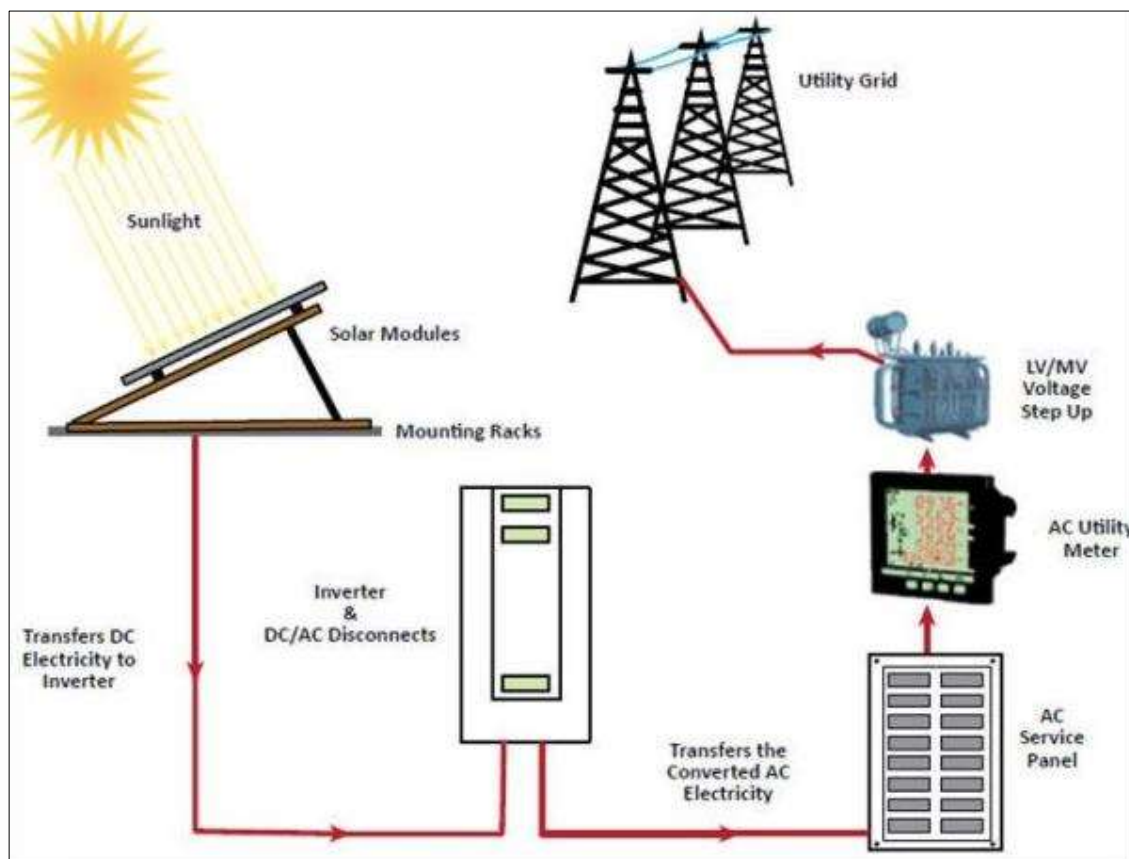 Utility Grid
Sunlight
Solar Modules
LV/MV
Voltage
Step Up
Mounting Racks
AC Utility
Meter
Inverter
&
DC/AC Disconnects
Transfers DC
Electricity to
Inverter
AC
Service
Panel
Transfers the
Converted AC
Electricity